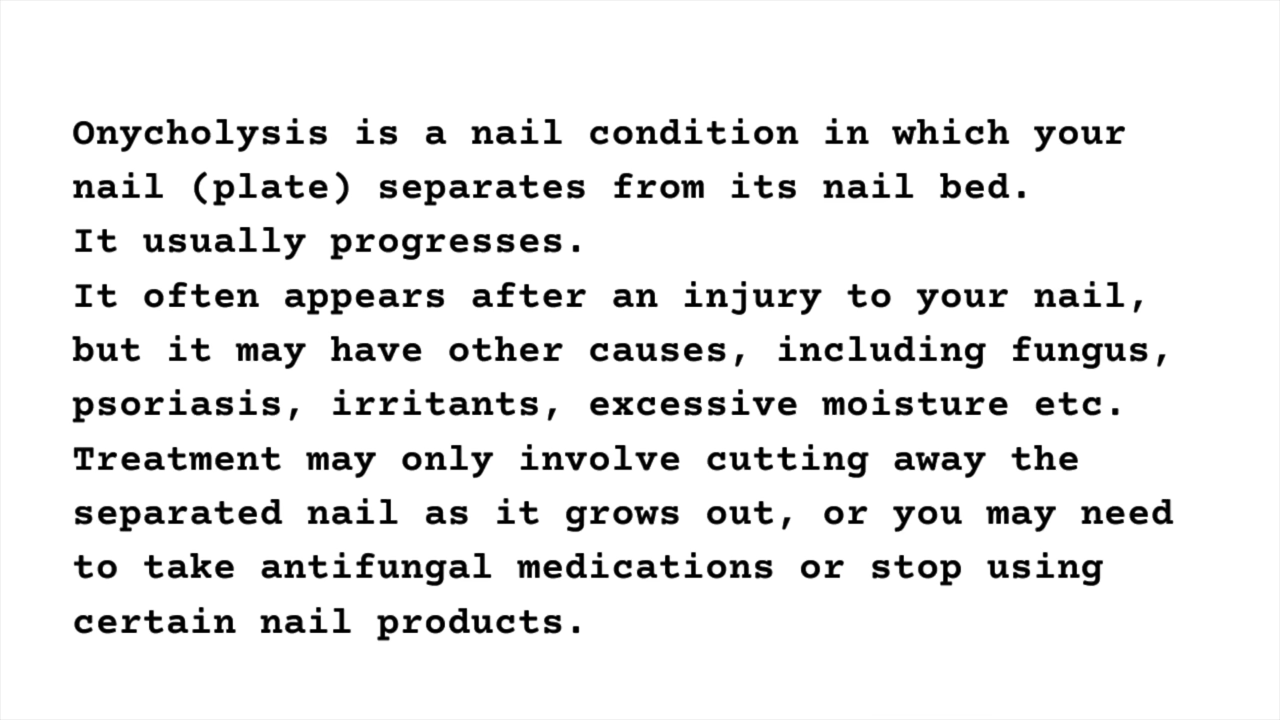 Onycholysis is a nail condition in which your
nail (plate) separates from its nail bed.
It usually progresses.
It often appears after an injury to your nail,
but it may have other causes, including fungus,
psoriasis, irritants, excessive moisture etc.
Treatment may only involve cutting away the
separated nail as it grows out, or you may need
to take antifungal medications or stop using
certain nail products.